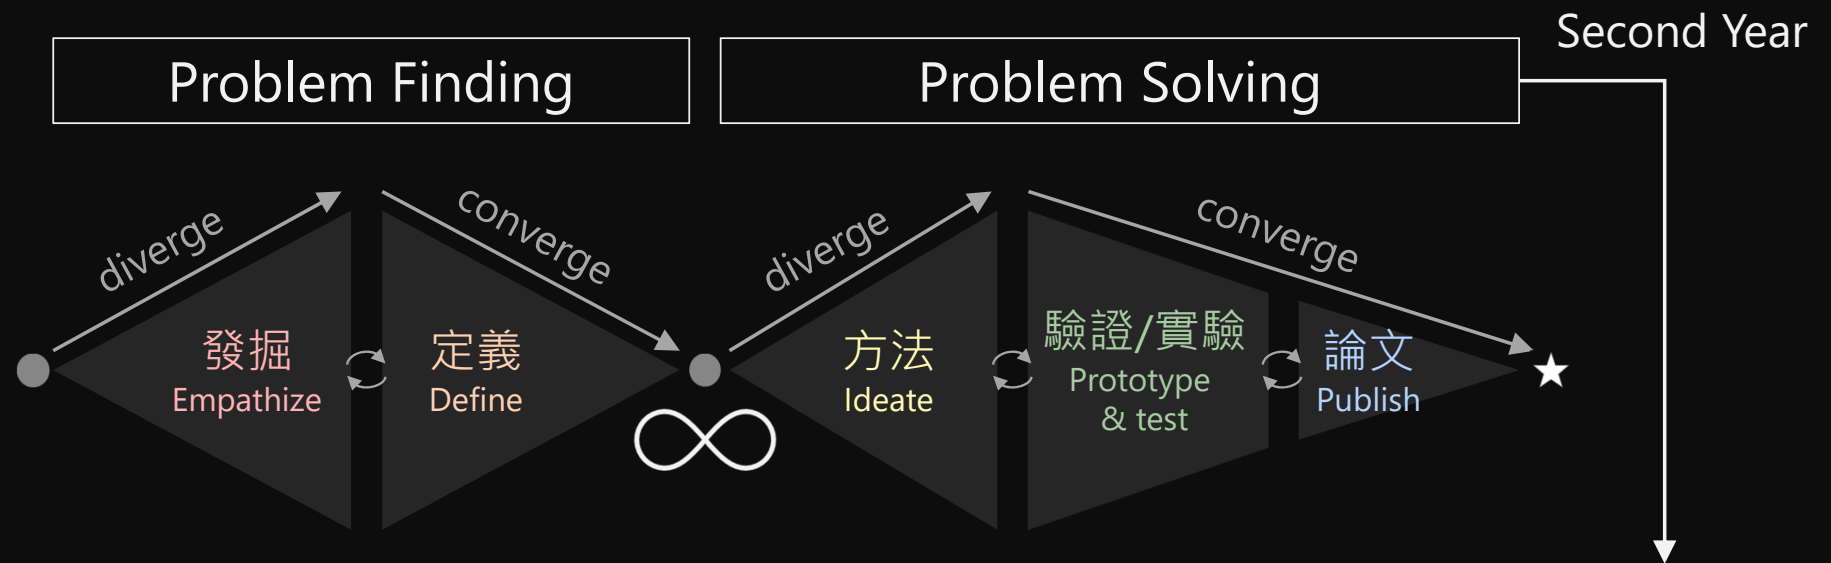 Second Year
Problem Finding
Problem Solving
diverge
converge
diverge
converge
發掘
Empathize
定義
Define
方法
Ideate
驗證/實驗
Prototype
& test
論文
Publish